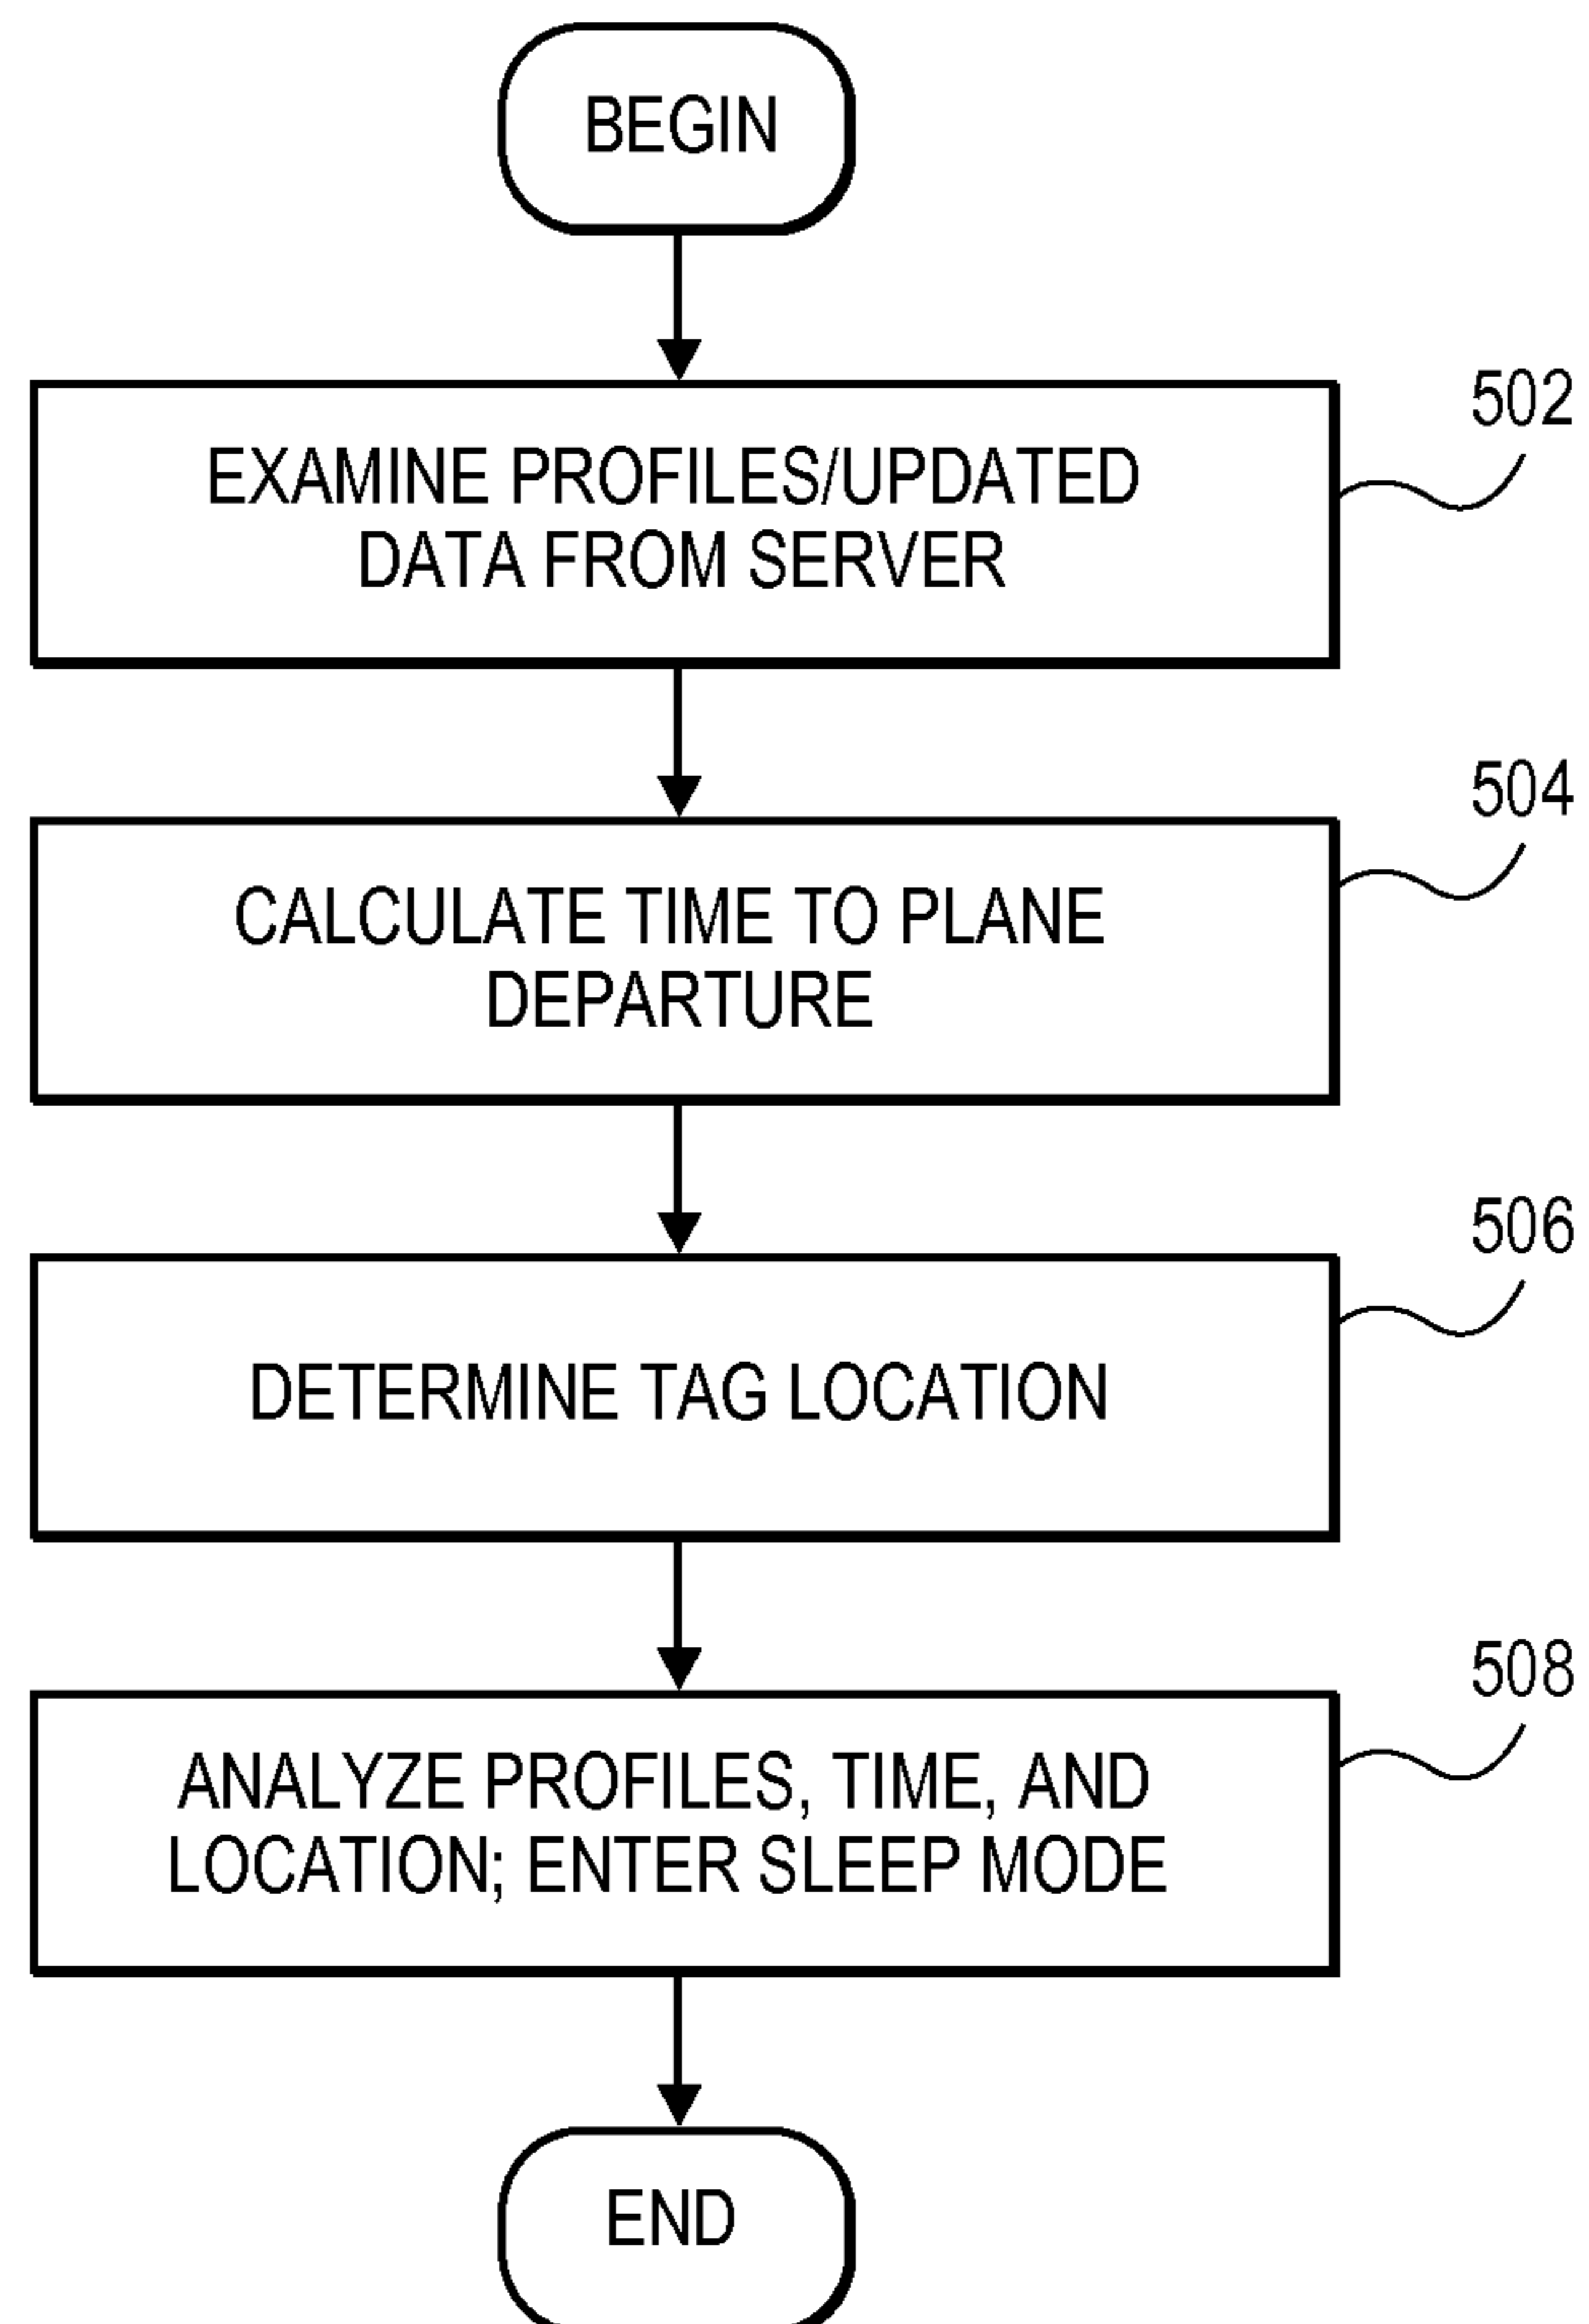 BEGIN
502
EXAMINE PROFILES/UPDATED
DATA FROM SERVER
504
CALCULATE TIME TO PLANE
DEPARTURE
506
DETERMINE TAG LOCATION
508
ANALYZE PROFILES, TIME, AND
LOCATION; ENTER SLEEP MODE
END